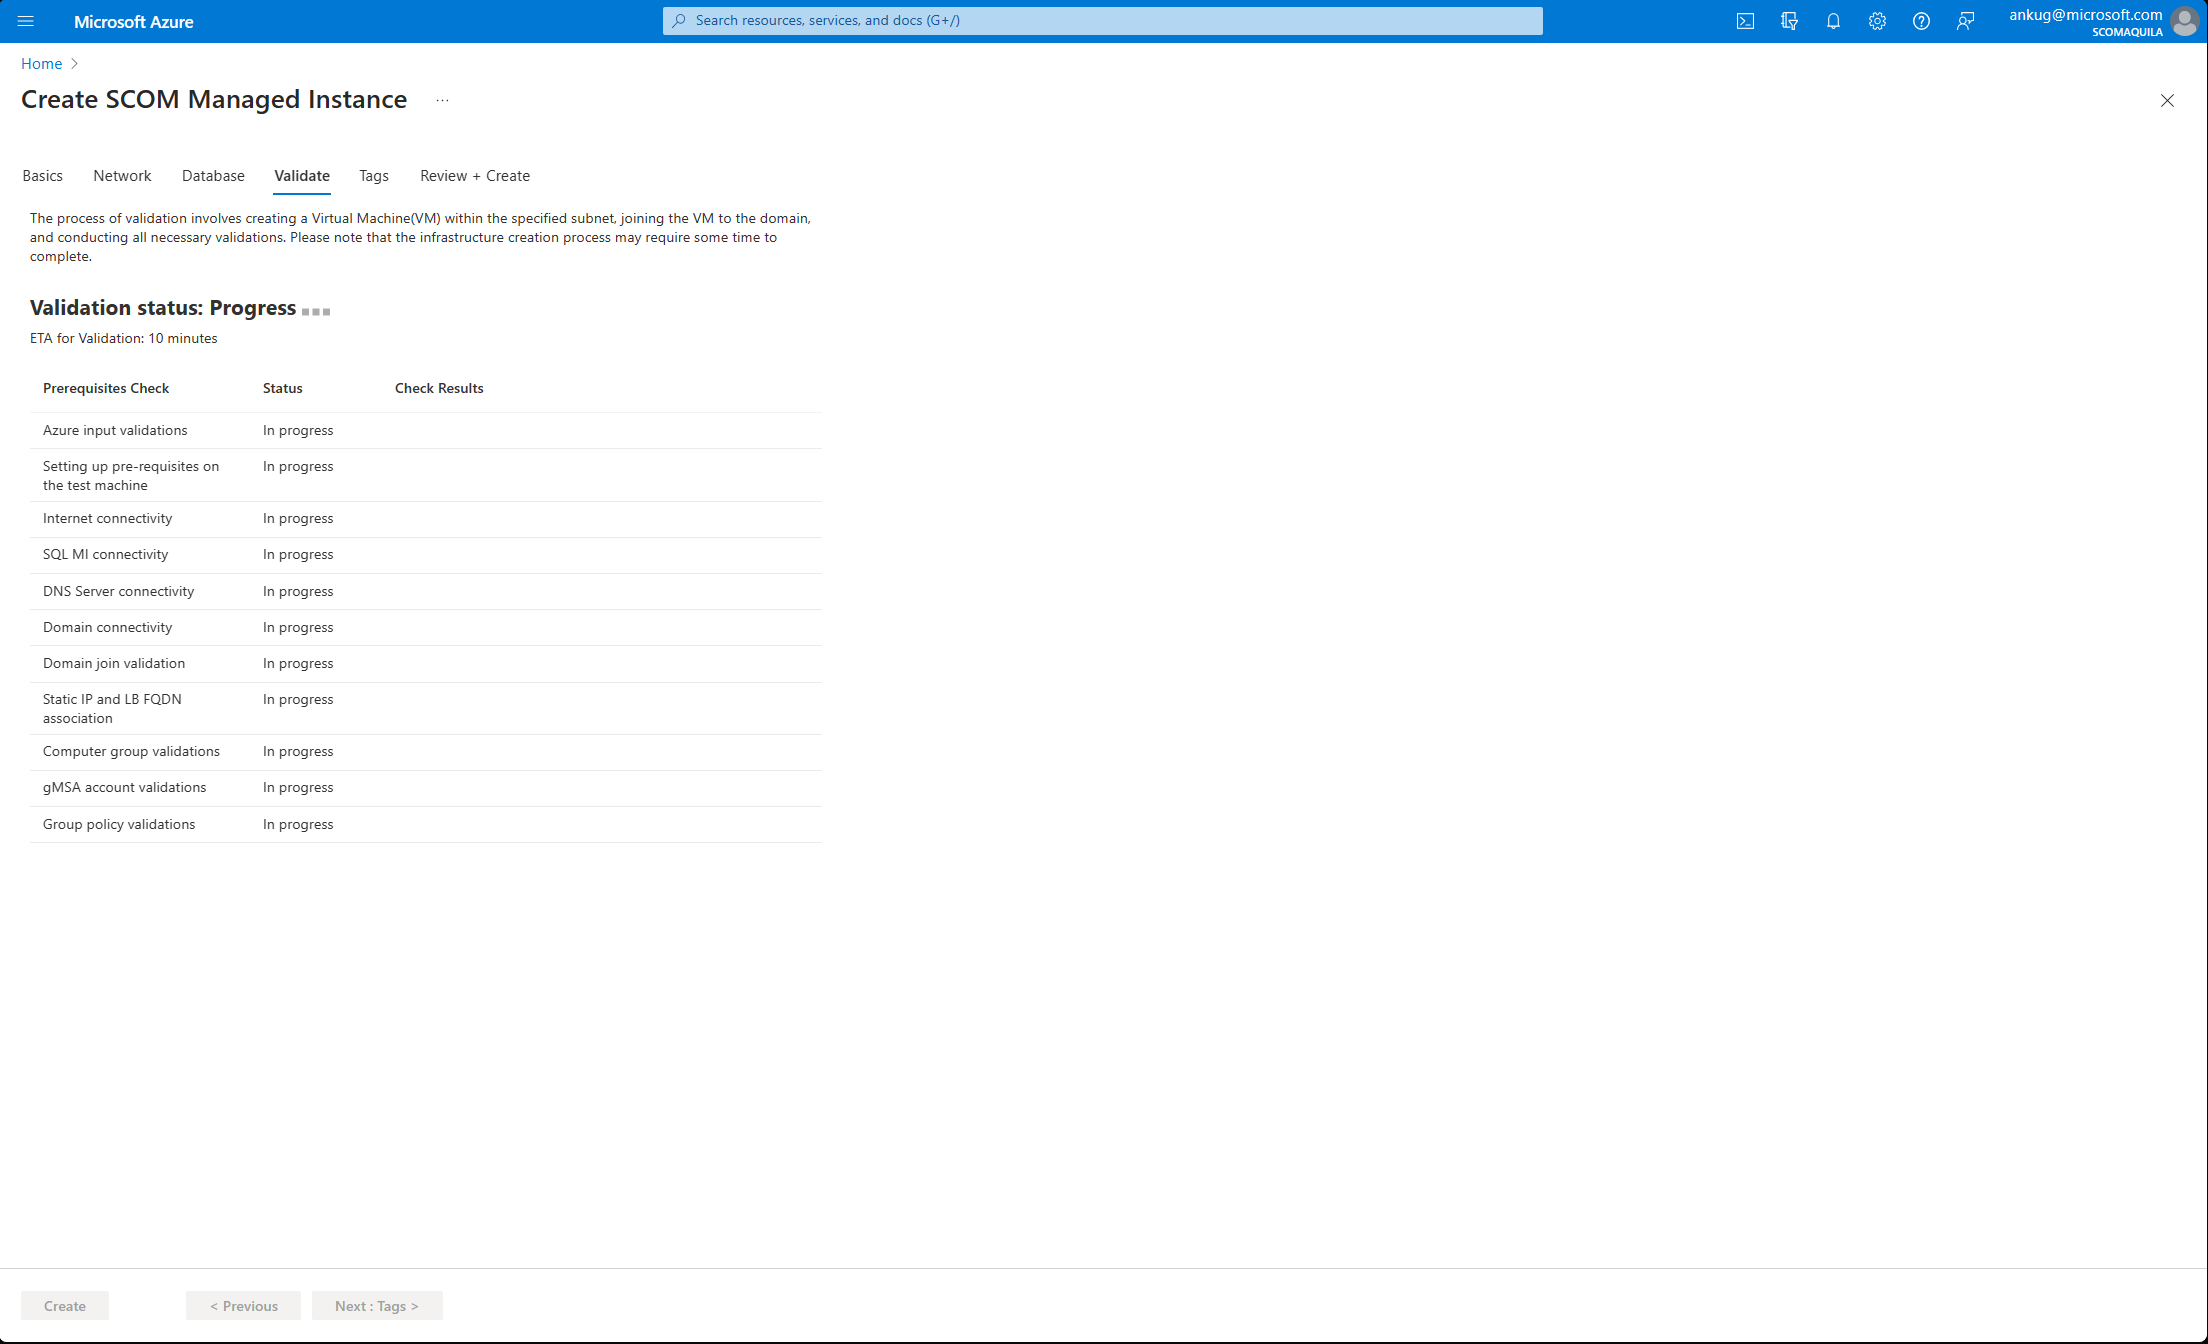 Microsoft Azure
Search resources, services, and docs (G+/)
ankug@microsoft.com
SCOMAQUILA
Home >
Create SCOM Managed Instance ...
Basics Network Database Validate Tags Review + Create
The process of validation involves creating a Virtual Machine(VM) within the specified subnet, joining the VM to the domain,
and conducting all necessary validations. Please note that the infrastructure creation process may require some time to
complete.
Validation status: Progress
ETA for Validation: 10 minutes
Prerequisites Check Status Check Results
Azure input validations In progress
Setting up pre-requisites on In progress
the test machine
Internet connectivity In progress
SQL MI connectivity In progress
DNS Server connectivity In progress
Domain connectivity In progress
Domain join validation In progress
Static IP and LB FQDN In progress
association
Computer group validations In progress
gMSA account validations In progress
Group policy validations In progress
Create < Previous Next : Tags >